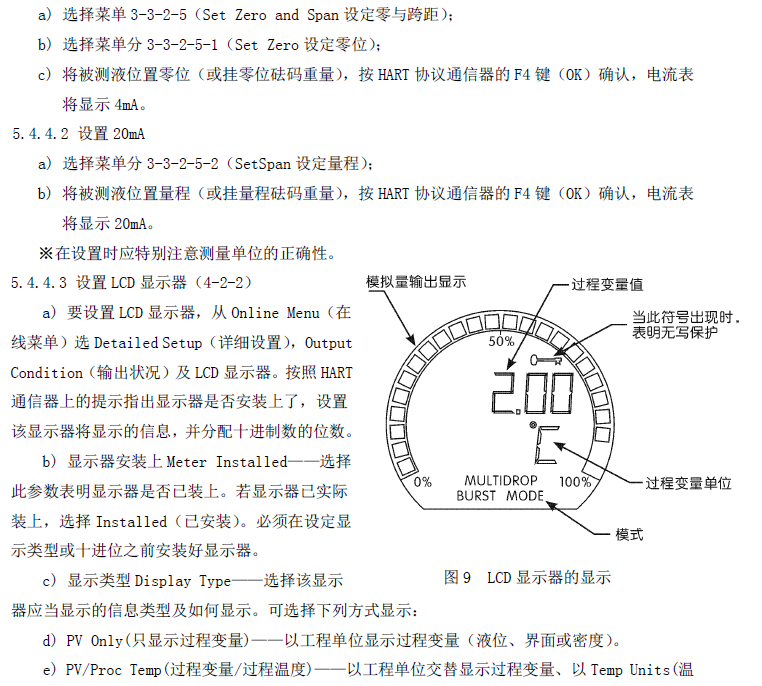 a) 选择菜单 3-3-2-5（Set Zero and Span 设定零与跨距）；
b) 选择菜单分 3-3-2-5-1（Set Zero 设定零位）；
c) 将被测液位置零位（或挂零位砝码重量），按 HART 协议通信器的 F4 键（OK）确认，电流表
将显示 4mA。
5.4.4.2 设置 20mA
a) 选择菜单分 3-3-2-5-2（SetSpan 设定量程）；
b) 将被测液位置量程（或挂量程砝码重量），按 HART 协议通信器的 F4 键（OK）确认，电流表
将显示 20mA。
※在设置时应特别注意测量单位的正确性。
5.4.4.3 设置 LCD 显示器（4-2-2）
a) 要设置 LCD 显示器，从 Online Menu（在
线菜单）选 Detailed Setup（详细设置），Output
Condition（输出状况）及 LCD 显示器。按照 HART
通信器上的提示指出显示器是否安装上了，设置
该显示器将显示的信息，并分配十进制数的位数。
b) 显示器安装上 Meter Installed——选择
此参数表明显示器是否已装上。若显示器已实际
装上，选择 Installed（已安装）。必须在设定显
示类型或十进位之前安装好显示器。
c) 显示类型 Display Type——选择该显示
模拟量输出显示
过程变量值
当此符号出现时，
表明无写保护
50%
2.00
℃
0%
MULTIDROP
100%
BURST MODE
过程变量单位
模式
图 9 LCD 显示器的显示
器应当显示的信息类型及如何显示。可选择下列方式显示：
d) PV Only(只显示过程变量)——以工程单位显示过程变量（液位、界面或密度）。
e) PV/Proc Temp(过程变量/过程温度)——以工程单位交替显示过程变量、以 Temp Units(温